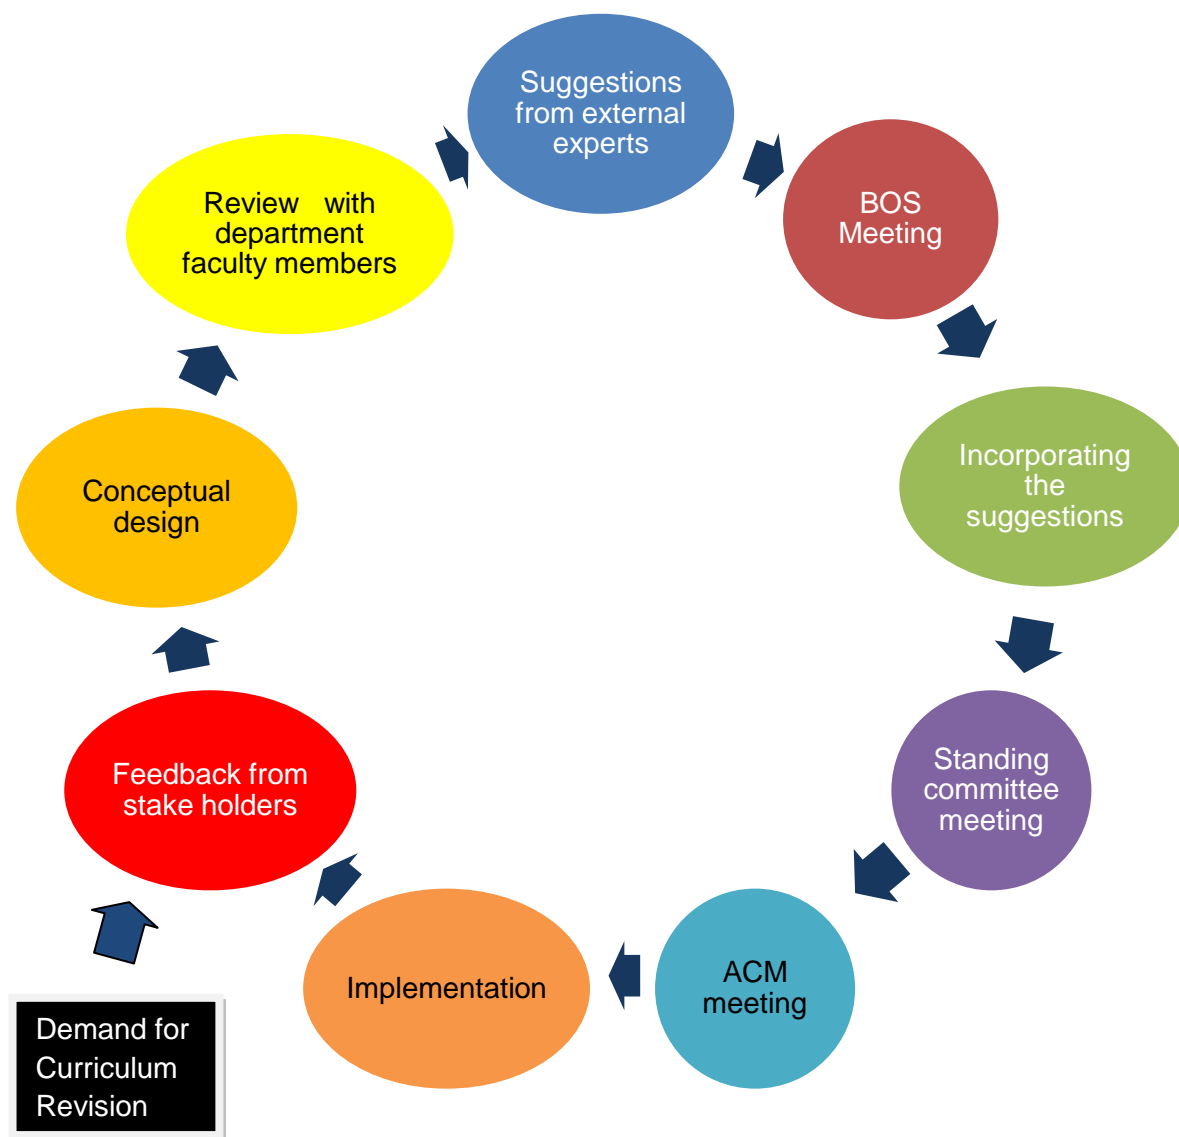 Suggestions
from external
experts
BOS
Meeting
Incorporating
the
suggestions
Standing
committee
meeting
ACM
meeting
Implementation
Feedback from
stake holders
Conceptual
design
Review with
department
faculty members
Demand for
Curriculum
Revision